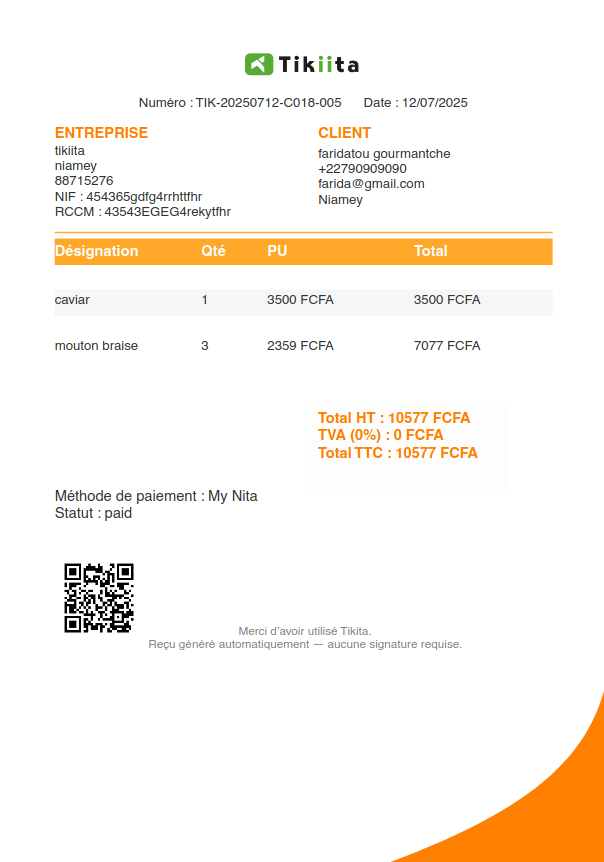 Tikiita
Numéro : TIK-20250712-C018-005 Date : 12/07/2025
ENTREPRISE
tikiita
niamey
88715276
NIF : 454365gdfg4rrhttfhr
RCCM : 43543EGEG4rekytfhr
CLIENT
faridatou gourmantche
+22790909090
farida@gmail.com
Niamey
Désignation Qté PU Total
caviar 1 3500 FCFA 3500 FCFA
mouton braise 3 2359 FCFA 7077 FCFA
Total HT : 10577 FCFA
TVA (0%) : 0 FCFA
Total TTC : 10577 FCFA
Méthode de paiement : My Nita
Statut : paid
Merci d’avoir utilisé Tikita.
Reçu généré automatiquement — aucune signature requise.